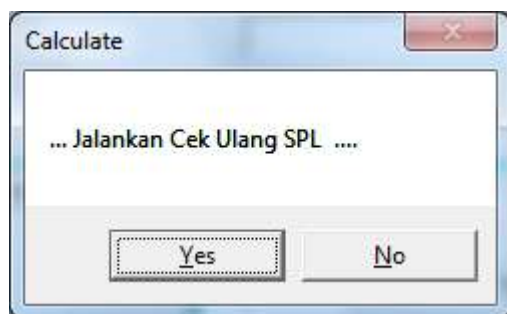 Calculate
... Jalankan Cek Ulang SPL ....
Yes
No